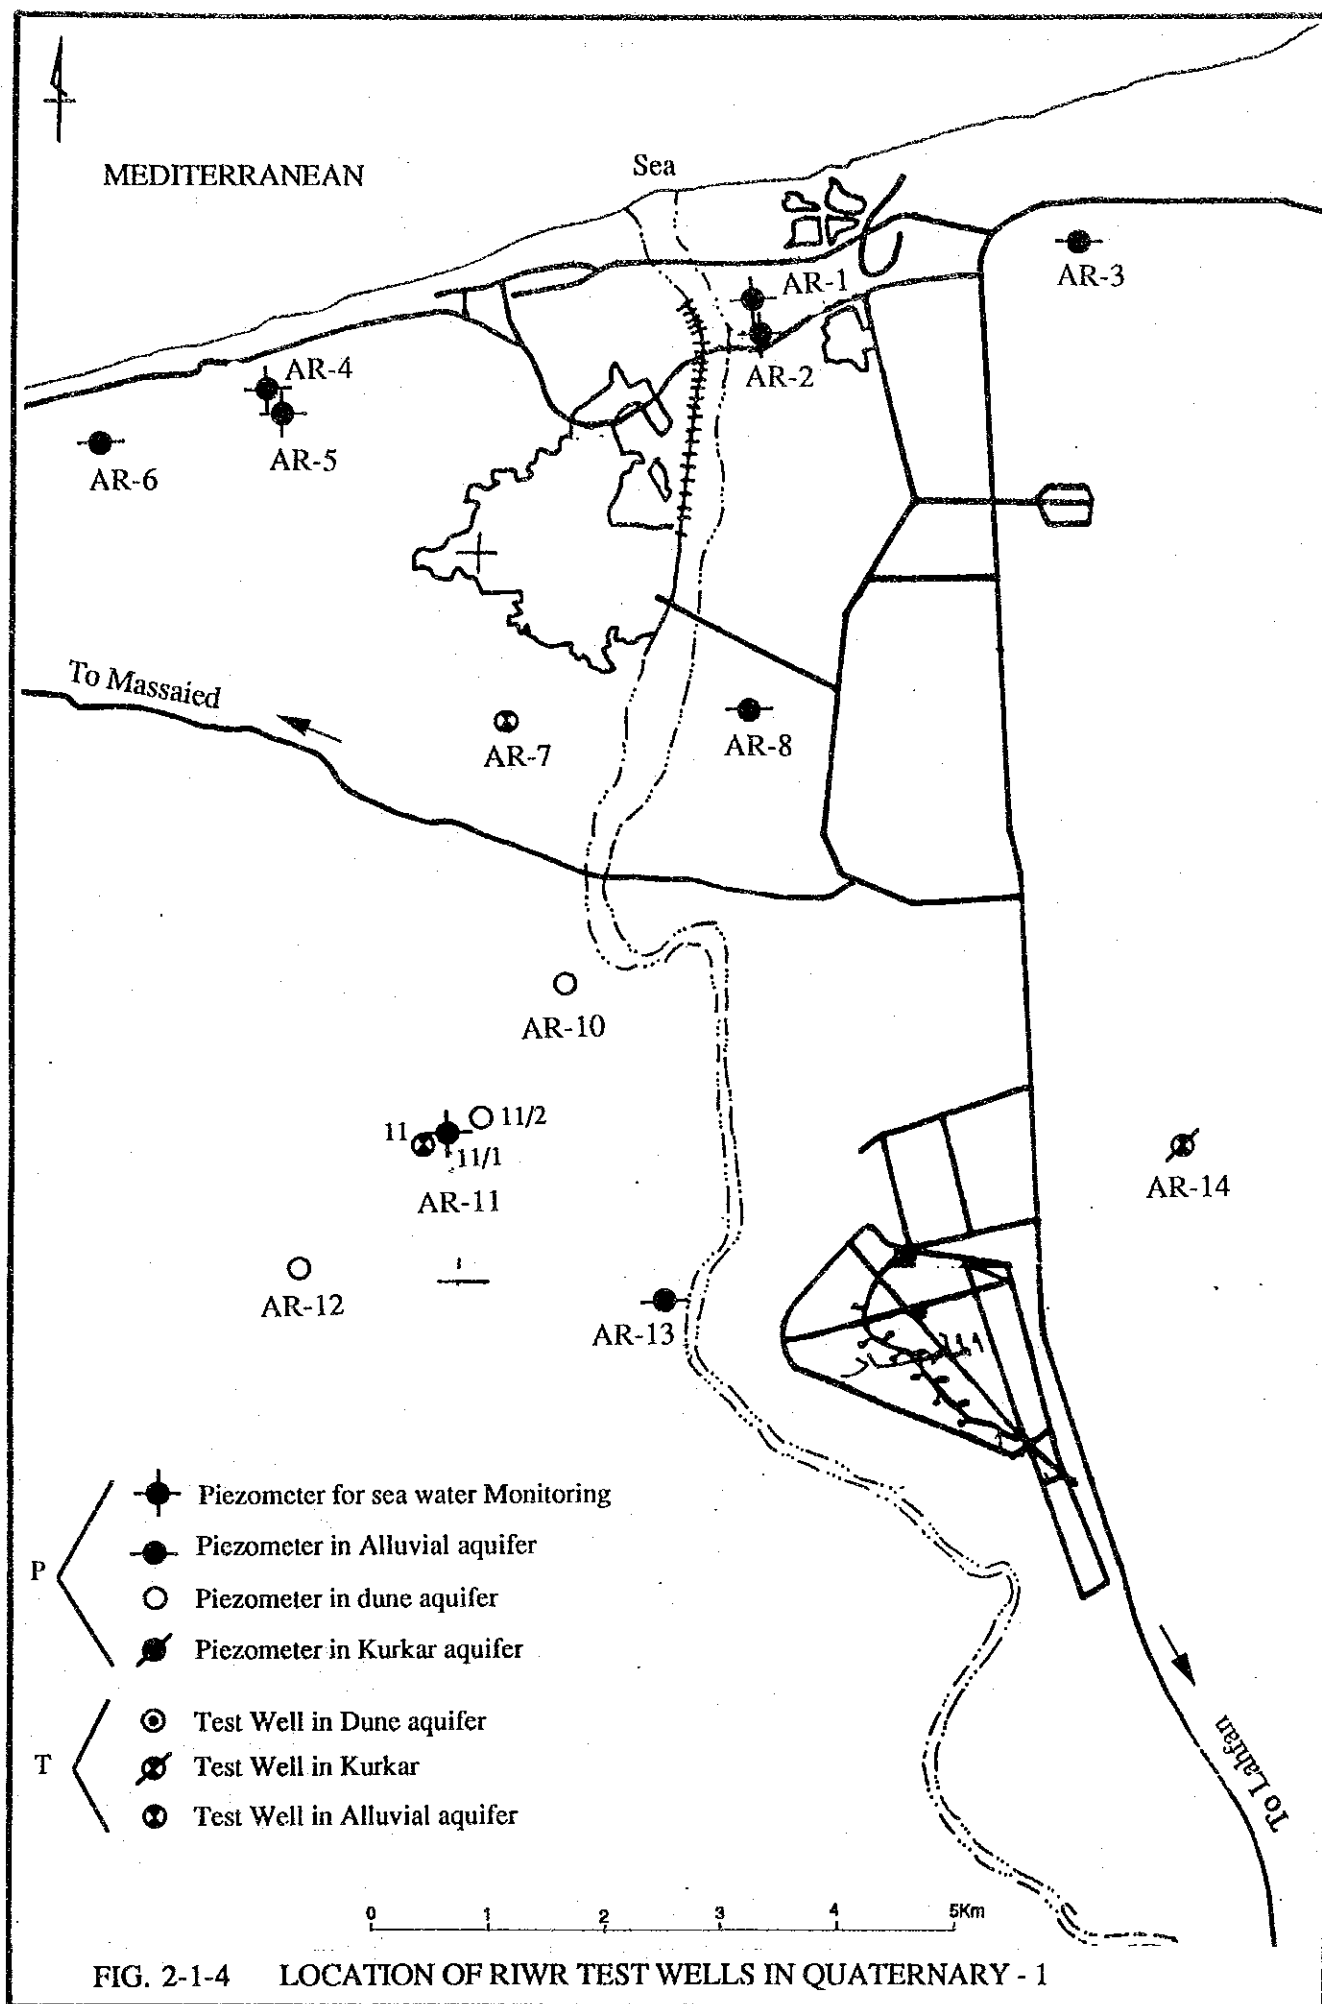 MEDITERRANEAN
Sea
AR-1
AR-3
AR-2
AR-4
AR-5
AR-6
To Massaied
AR-7
AR-8
AR-10
11
11/2
11/1
AR-11
AR-14
AR-12
AR-13
P
Piezometer for sea water Monitoring
Piezometer in Alluvial aquifer
Piezometer in dune aquifer
Piezometer in Kurkar aquifer
T
Test Well in Dune aquifer
Test Well in Kurkar
Test Well in Alluvial aquifer
To Lahfan
0 1 2 3 4 5Km
FIG. 2-1-4 LOCATION OF RIWR TEST WELLS IN QUATERNARY - 1